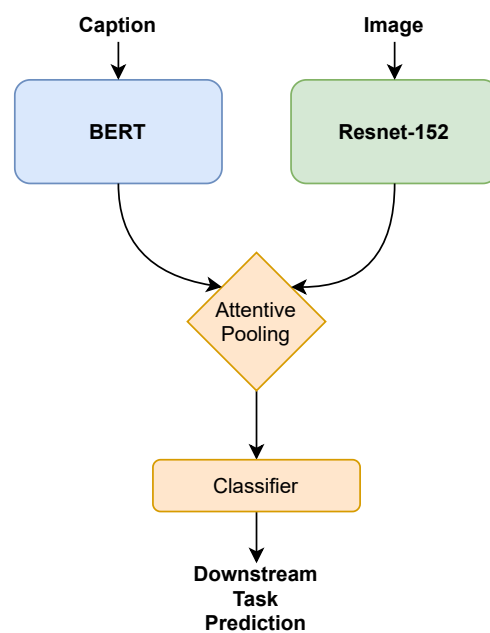 Caption
Image
BERT
Resnet-152
Attentive
Pooling
Classifier
Downstream
Task
Prediction